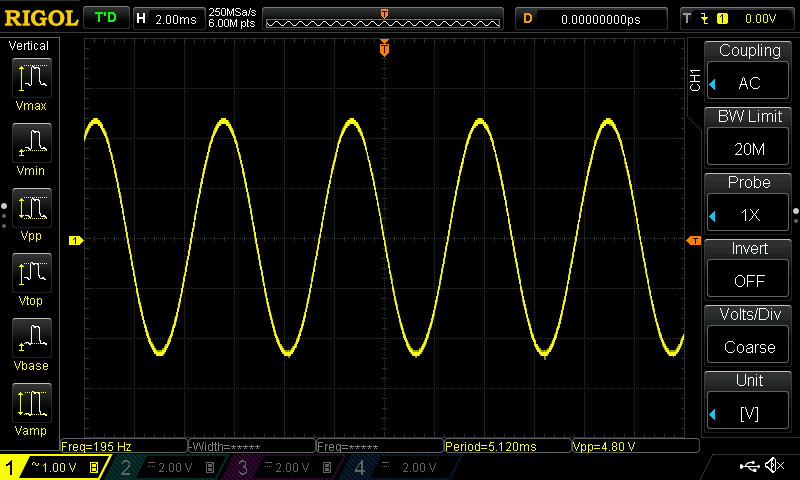 RIGOL T'D H 2.00ms 250MSa/s 6.00M pts T D 0.00000000ps T 1 0.00V
Vertical
Vmax
Vmin
Vpp
Vtop
Vbase
Vamp
T
1
T
CH1
Coupling
AC
BW Limit
20M
Probe
1X
Invert
OFF
Volts/Div
Coarse
Unit
[V]
Freq=195 Hz -Width=***** Freq=***** Period=5.120ms Vpp=4.80 V
1 ~ 1.00 V B 2 2.00 V B 3 2.00 V B 4 2.00 V